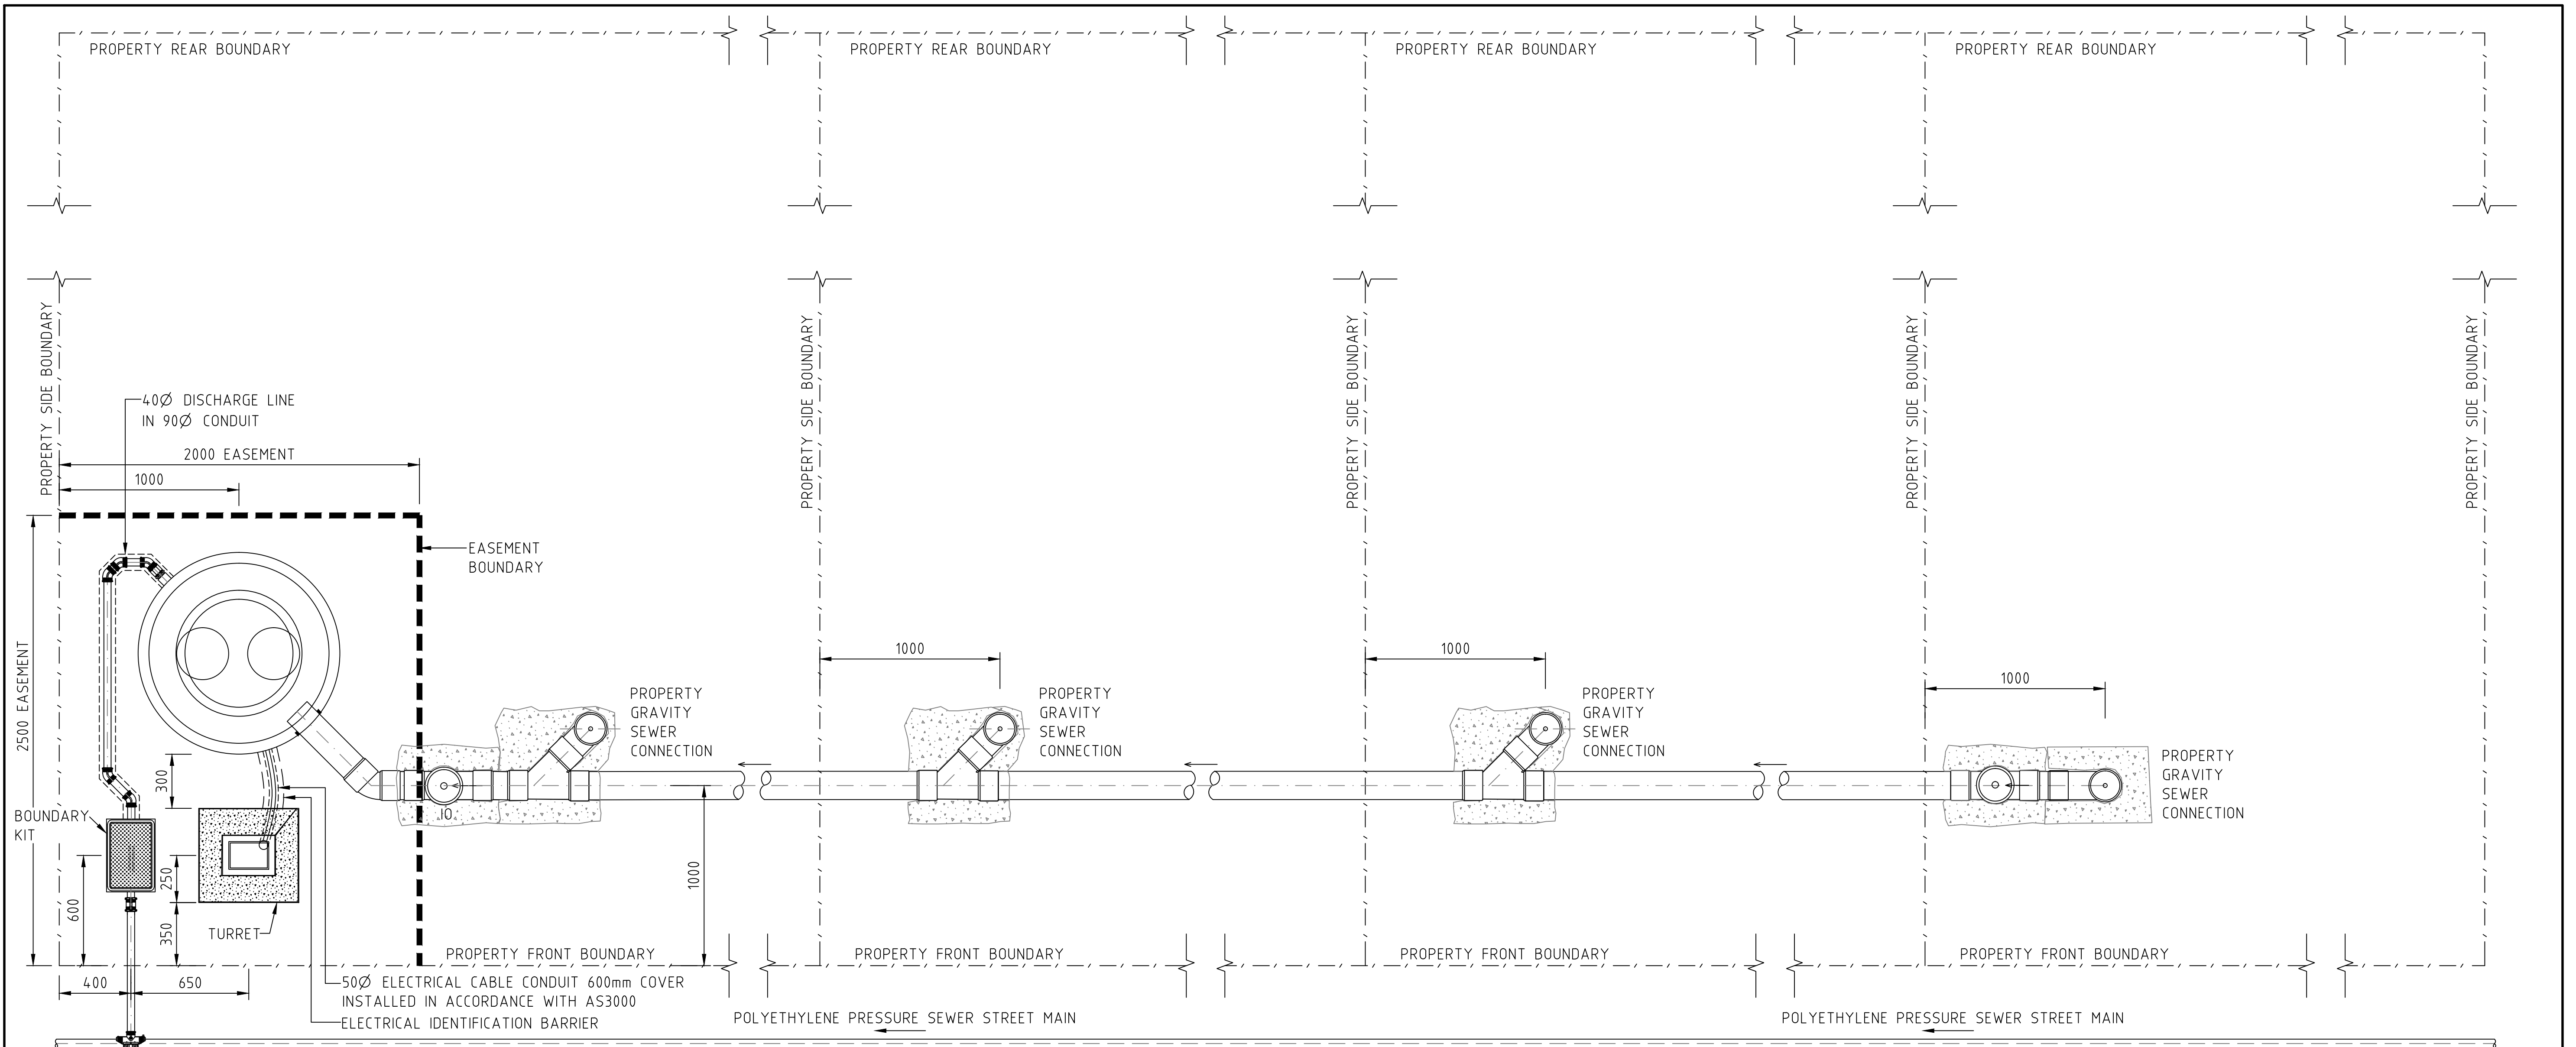 PROPERTY REAR BOUNDARY
PROPERTY REAR BOUNDARY
PROPERTY REAR BOUNDARY
PROPERTY REAR BOUNDARY
PROPERTY SIDE BOUNDARY
PROPERTY SIDE BOUNDARY
PROPERTY SIDE BOUNDARY
PROPERTY SIDE BOUNDARY
PROPERTY SIDE BOUNDARY
40Ø DISCHARGE LINE
IN 90Ø CONDUIT
2000 EASEMENT
1000
EASEMENT
BOUNDARY
2500 EASEMENT
1000
1000
1000
PROPERTY
GRAVITY
SEWER
CONNECTION
PROPERTY
GRAVITY
SEWER
CONNECTION
PROPERTY
GRAVITY
SEWER
CONNECTION
PROPERTY
GRAVITY
SEWER
CONNECTION
300
IO
BOUNDARY
KIT
250
600
350
1000
TURRET
PROPERTY FRONT BOUNDARY
PROPERTY FRONT BOUNDARY
PROPERTY FRONT BOUNDARY
PROPERTY FRONT BOUNDARY
400
650
50Ø ELECTRICAL CABLE CONDUIT 600mm COVER
INSTALLED IN ACCORDANCE WITH AS3000
ELECTRICAL IDENTIFICATION BARRIER
POLYETHYLENE PRESSURE SEWER STREET MAIN
POLYETHYLENE PRESSURE SEWER STREET MAIN